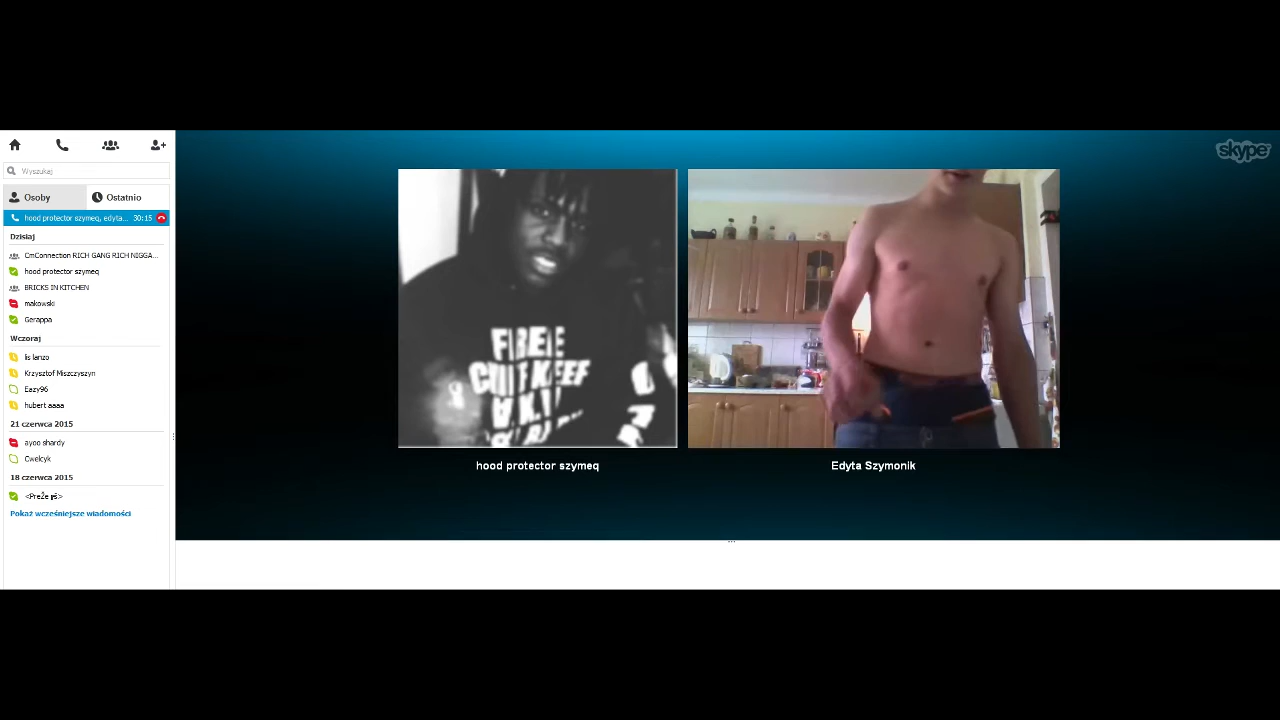 skype
Wyszukaj
Osoby
Ostatnio
hood protector szymeq, edyta... 30:15
Dzisiaj
CmConnection RICH GANG RICH NIGGA...
hood protector szymeq
BRICKS IN KITCHEN
makowski
Gerappa
Wczoraj
lis lanzo
Krzysztof Miszczyszyn
Eazy96
hubert aaaa
21 czerwca 2015
ayoo shardy
Cwelcyk
18 czerwca 2015
Pokaż wcześniejsze wiadomości
FREE
CHIEF KEEF
hood protector szymeq
Edyta Szymonik